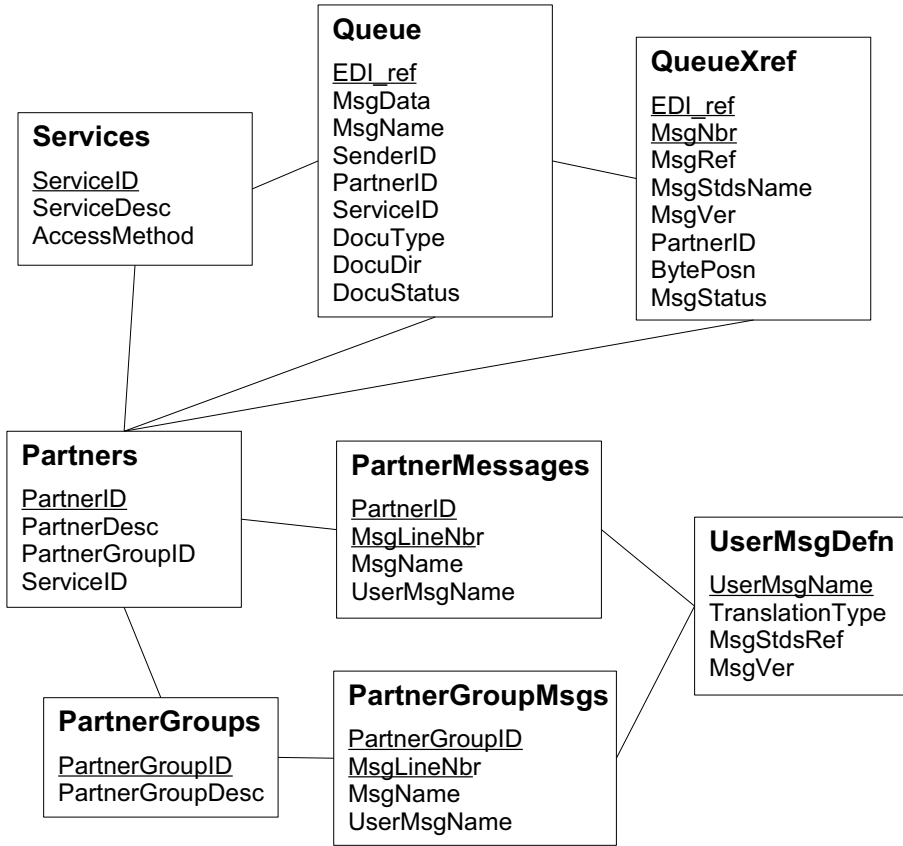 Queue
EDI_ref
MsgData
MsgName
SenderID
PartnerID
ServiceID
DocuType
DocuDir
DocuStatus
QueueXref
EDI_ref
MsgNbr
MsgRef
MsgStdsName
MsgVer
PartnerID
BytePosn
MsgStatus
Services
ServiceID
ServiceDesc
AccessMethod
Partners
PartnerID
PartnerDesc
PartnerGroupID
ServiceID
PartnerMessages
PartnerID
MsgLineNbr
MsgName
UserMsgName
UserMsgDefn
UserMsgName
TranslationType
MsgStdsRef
MsgVer
PartnerGroups
PartnerGroupID
PartnerGroupDesc
PartnerGroupMsgs
PartnerGroupID
MsgLineNbr
MsgName
UserMsgName